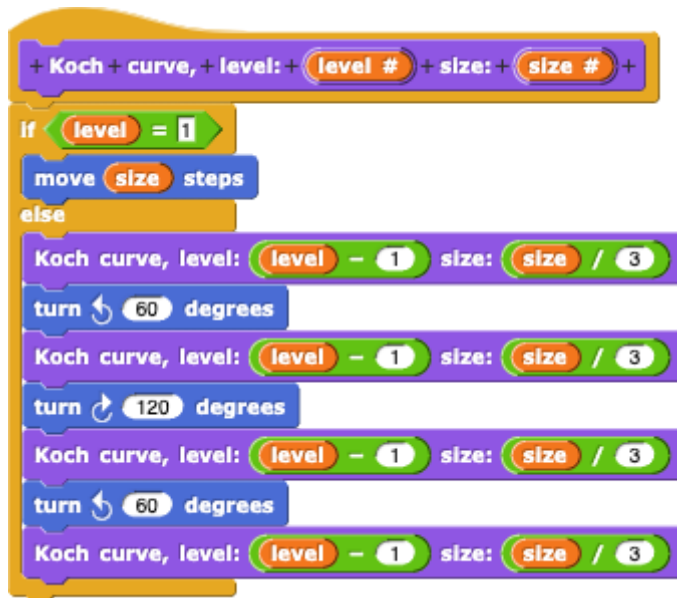 + Koch + curve, + level: + level # + size: + size # +
if level = 1
move size steps
else
Koch curve, level: level - 1 size: size / 3
turn 60 degrees
Koch curve, level: level - 1 size: size / 3
turn 120 degrees
Koch curve, level: level - 1 size: size / 3
turn 60 degrees
Koch curve, level: level - 1 size: size / 3